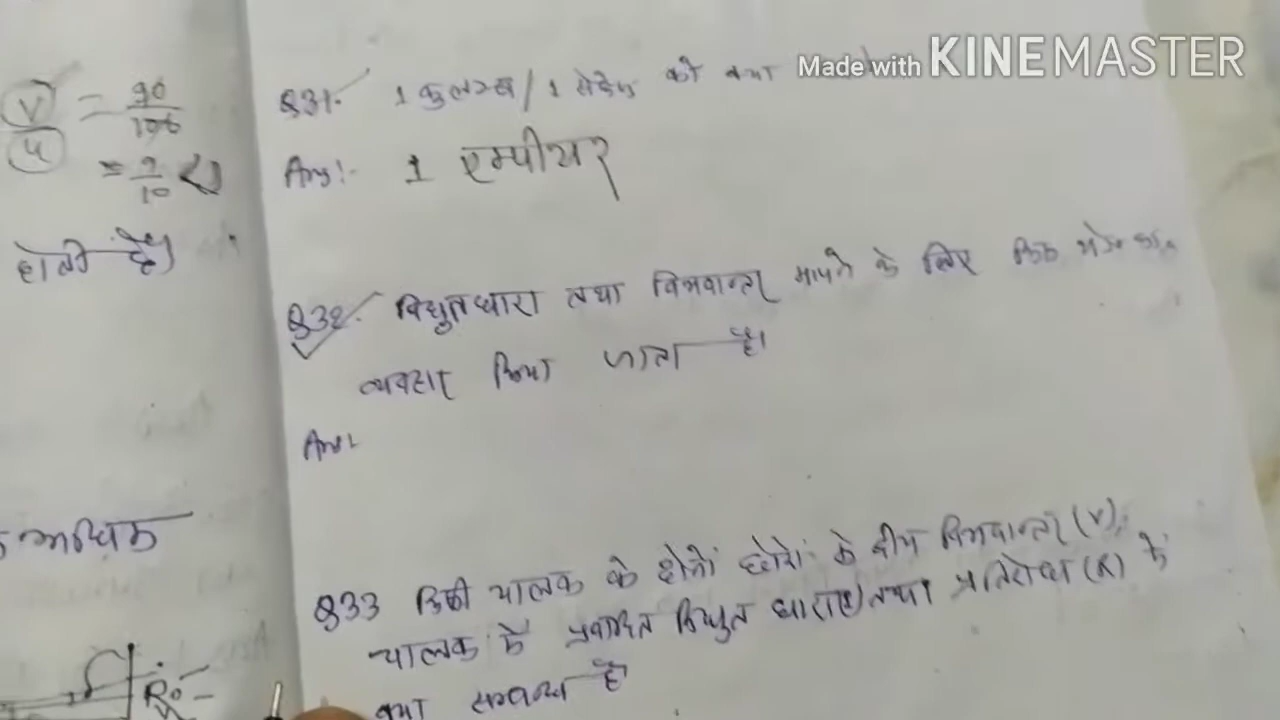 V/u = 90/100
= 9/10 < 1
होती है।
अधिक
Made with KINEMASTER
Q31. 1 कुलम्ब / 1 सेकेण्ड को क्या
Ans:- 1 एम्पीयर
Q32. विधुतधारा तथा विभवान्तर मापने के लिए किस
व्यवहार किया जाता है।
Ans:
Q33 किसी चालक के दोनों छोरों के बीच विभवान्तर (V),
चालक में प्रवाहित विधुत धारा तथा प्रतिरोध (R) में
क्या सम्बन्ध है